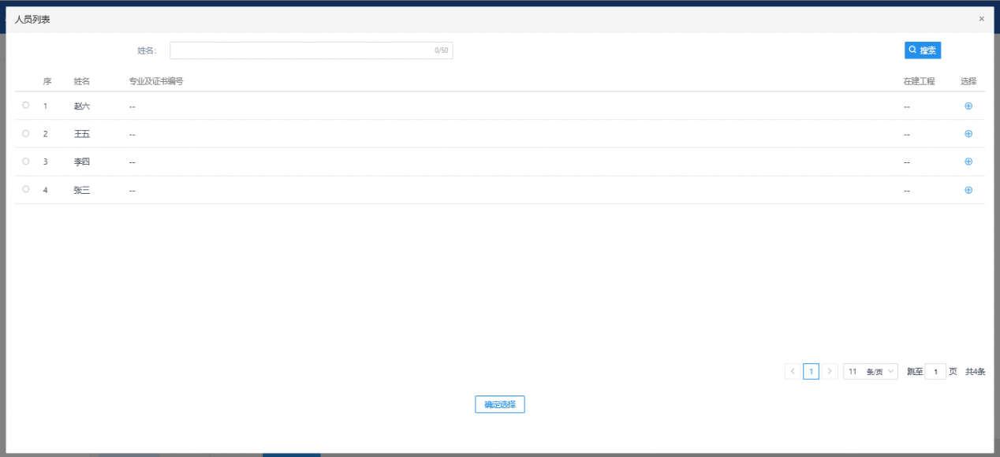 人员列表 ×
姓名: 0/50 搜索
序 姓名 专业及证书编号 在建工程 选择
1 赵六 -- --
2 王五 -- --
3 李四 -- --
4 张三 -- --
< 1 > 11 条/页 跳至 1 页 共4条
确定选择